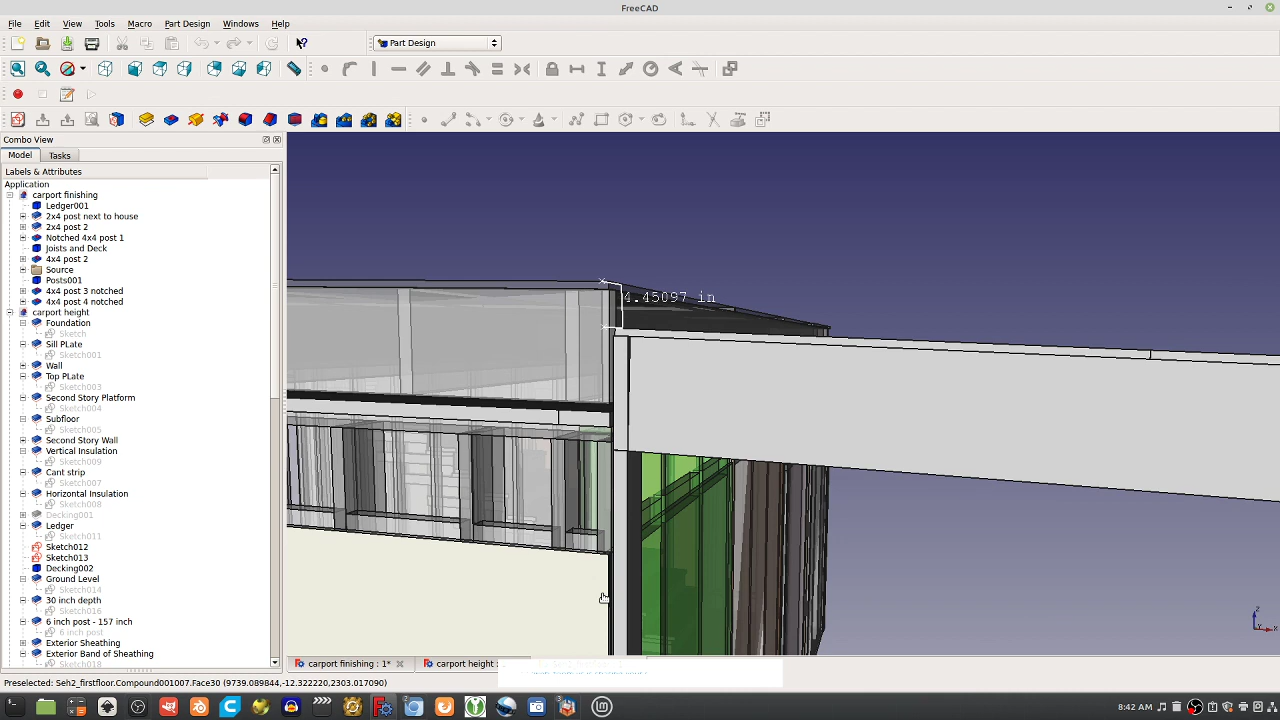 FreeCAD
File Edit View Tools Macro Part Design Windows Help
Part Design
Combo View
Model Tasks
Labels & Attributes
Application
carport finishing
Ledger001
2x4 post next to house
2x4 post 2
Notched 4x4 post 1
Joists and Deck
4x4 post 2
Source
Posts001
4x4 post 3 notched
4x4 post 4 notched
carport height
Foundation
Sketch
Sill PLate
Sketch001
Wall
Top PLate
Sketch003
Second Story Platform
Sketch004
Subfloor
Sketch005
Second Story Wall
Vertical Insulation
Sketch009
Cant strip
Sketch007
Horizontal Insulation
Sketch008
Decking001
Ledger
Sketch011
Sketch012
Sketch013
Decking002
Ground Level
Sketch014
30 inch depth
Sketch016
6 inch post - 157 inch
6 inch post
Exterior Sheathing
Exterior Band of Sheathing
Sketch018
4.45097 in
carport finishing : 1*
carport height :
Preselected: Seh2_firstfloor.Compound001007.Face30 (9739.089844,-12.322320,2303.017090)
8:42 AM